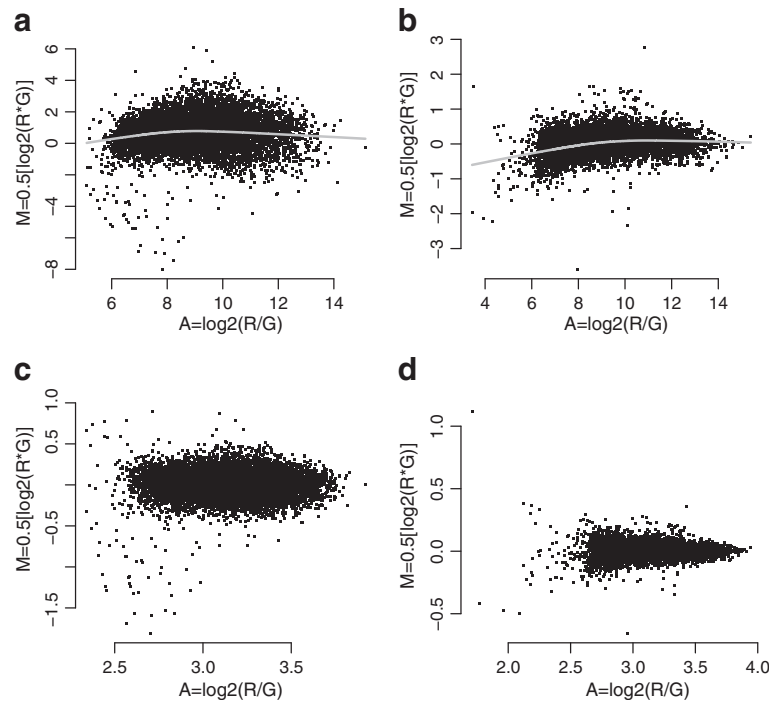 a
M=0.5[log2(R*G)]
6
4
2
0
−4
−8
6 8 10 12 14
A=log2(R/G)
b
M=0.5[log2(R*G)]
3
2
1
0
−1
−2
−3
4 6 8 10 12 14
A=log2(R/G)
c
M=0.5[log2(R*G)]
1.0
0.5
−0.5
−1.5
2.5 3.0 3.5
A=log2(R/G)
d
M=0.5[log2(R*G)]
1.0
0.5
0.0
−0.5
2.0 2.5 3.0 3.5 4.0
A=log2(R/G)